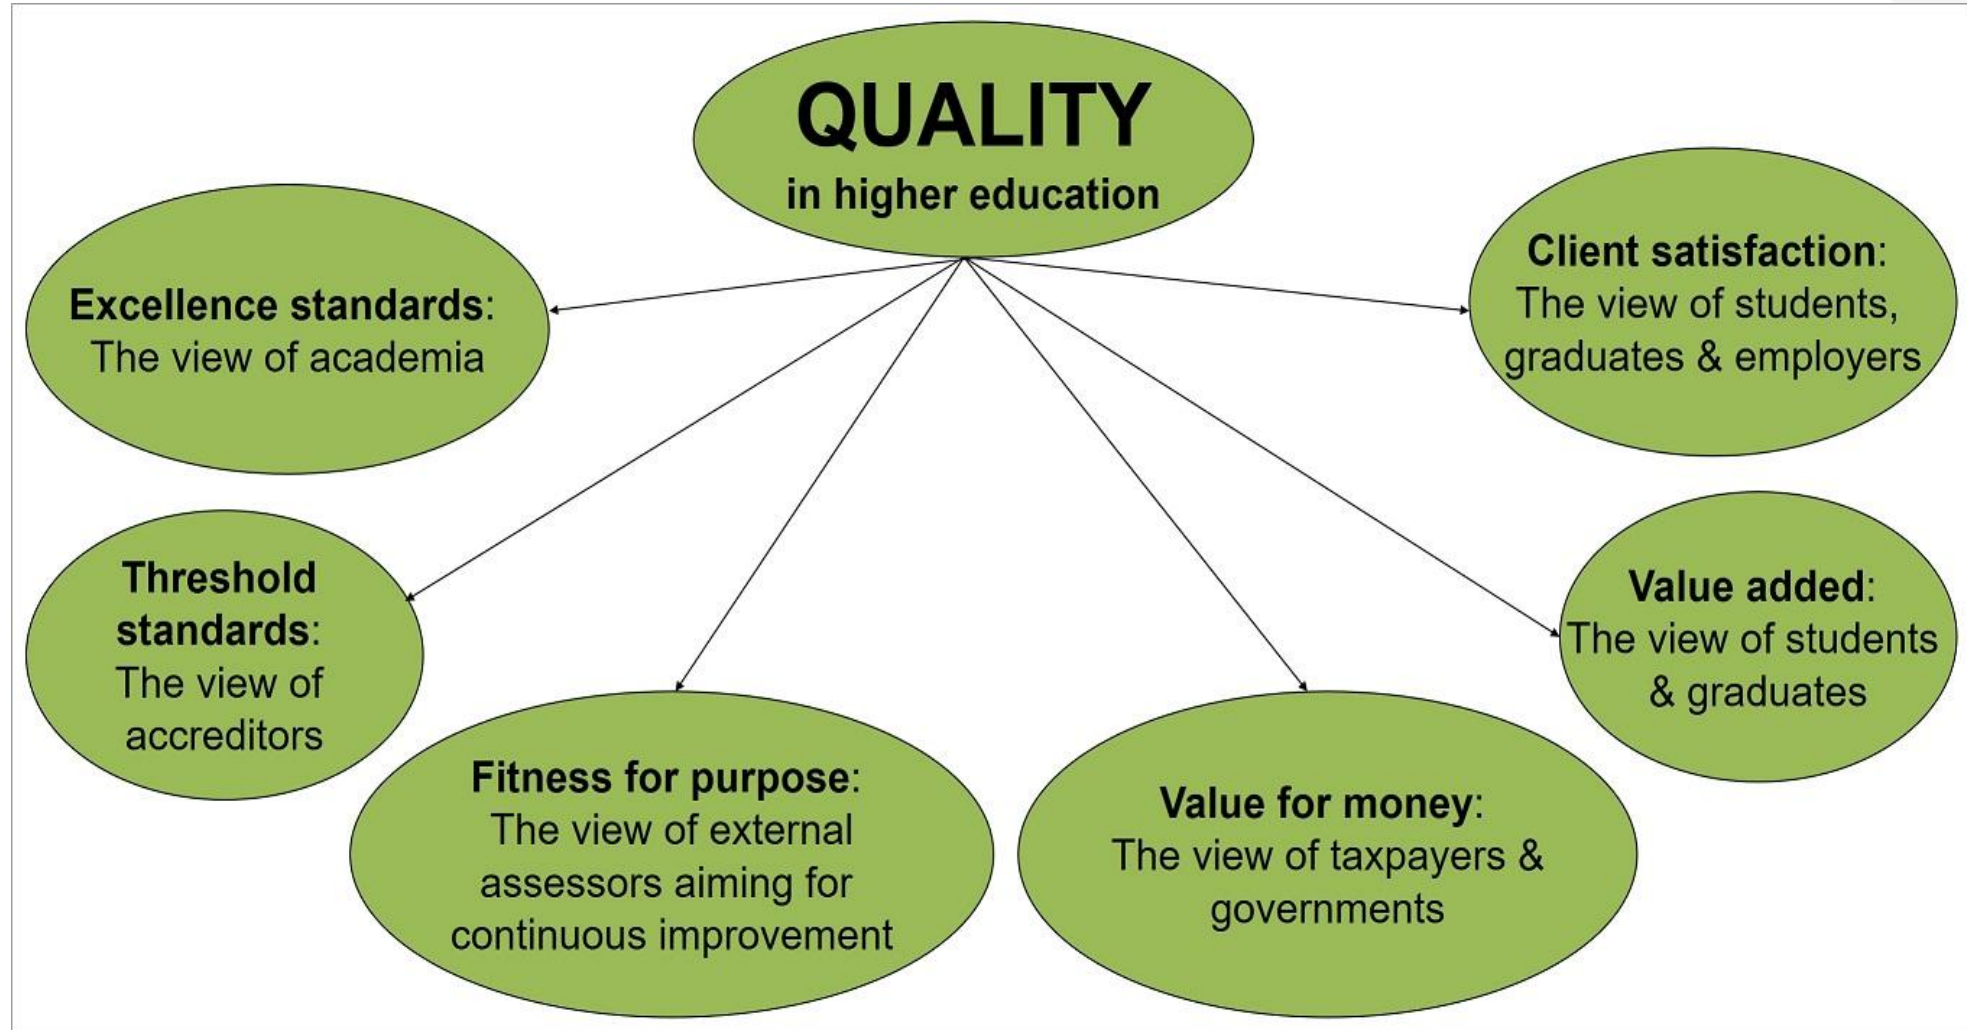 QUALITY
in higher education
Excellence standards:
The view of academia
Client satisfaction:
The view of students,
graduates & employers
Threshold
standards:
The view of
accreditors
Value added:
The view of students
& graduates
Fitness for purpose:
The view of external
assessors aiming for
continuous improvement
Value for money:
The view of taxpayers &
governments